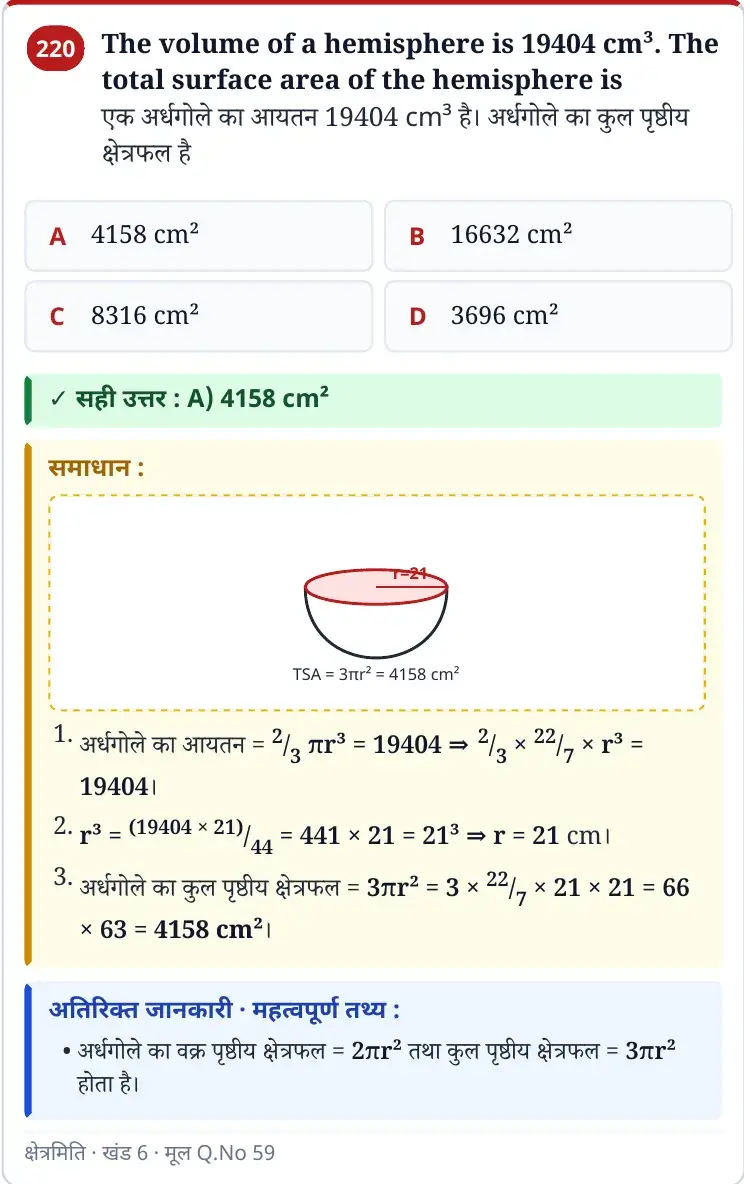 220
The volume of a hemisphere is 19404 cm³. The
total surface area of the hemisphere is
एक अर्धगोले का आयतन 19404 cm³ है। अर्धगोले का कुल पृष्ठीय
क्षेत्रफल है
A 4158 cm²
B 16632 cm²
C 8316 cm²
D 3696 cm²
✓ सही उत्तर : A) 4158 cm²
समाधान :
r=21
TSA = 3πr² = 4158 cm²
1. अर्धगोले का आयतन = 2/3 πr³ = 19404 ⇒ 2/3 × 22/7 × r³ =
19404।
2. r³ = (19404 × 21)/44 = 441 × 21 = 21³ ⇒ r = 21 cm।
3. अर्धगोले का कुल पृष्ठीय क्षेत्रफल = 3πr² = 3 × 22/7 × 21 × 21 = 66
× 63 = 4158 cm²।
अतिरिक्त जानकारी · महत्वपूर्ण तथ्य :
• अर्धगोले का वक्र पृष्ठीय क्षेत्रफल = 2πr² तथा कुल पृष्ठीय क्षेत्रफल = 3πr²
होता है।
क्षेत्रमिति · खंड 6 · मूल Q.No 59